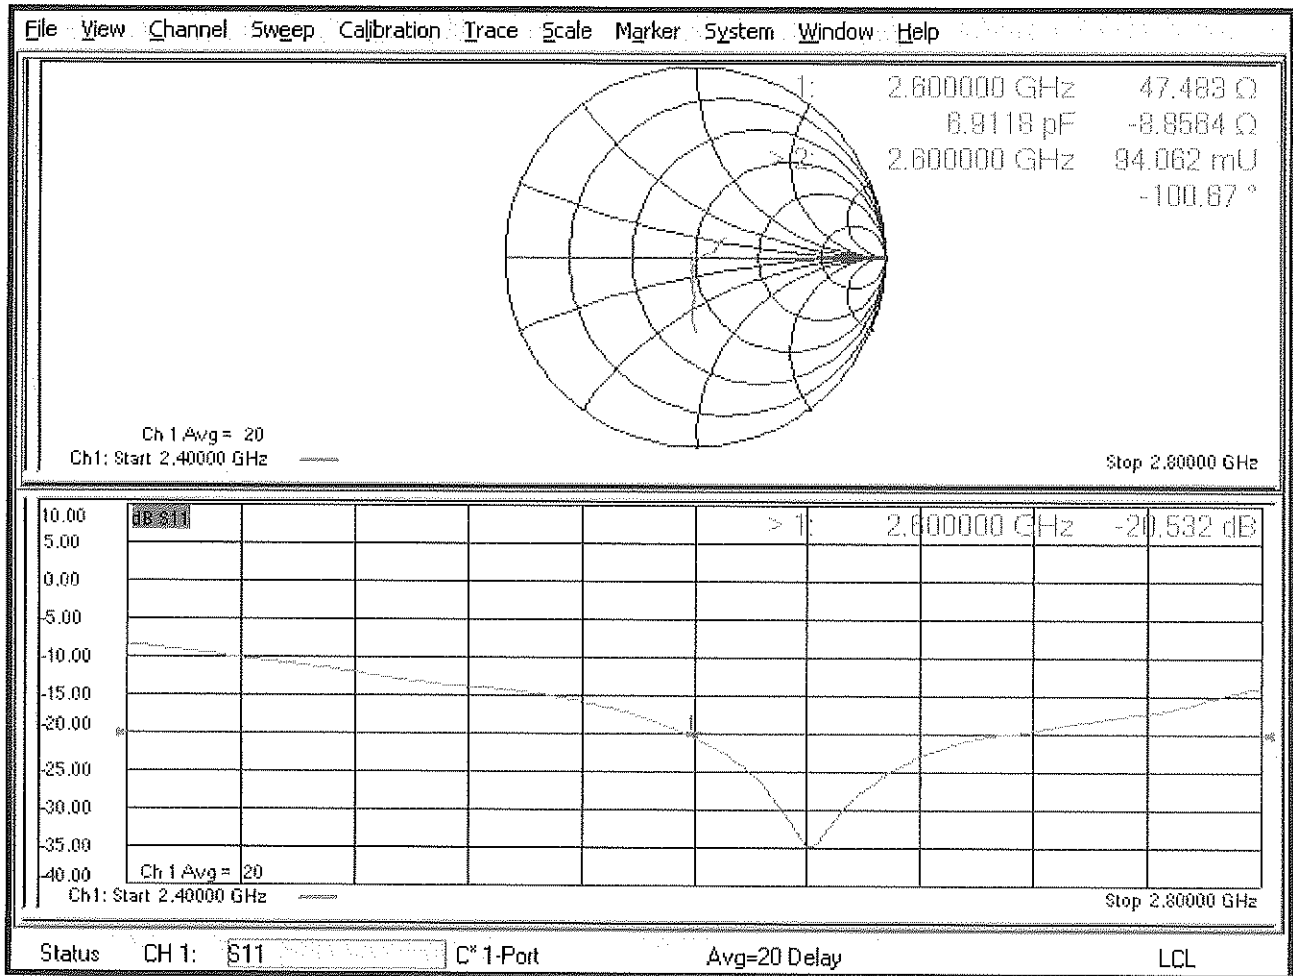 File View Channel Sweep Calibration Trace Scale Marker System Window Help
1: 2.600000 GHz 47.483 Ω
6.9118 pF -8.8584 Ω
> 2: 2.600000 GHz 94.062 mU
-100.87 °
Ch 1 Avg = 20
Ch1: Start 2.40000 GHz Stop 2.80000 GHz
10.00 dB S11 > 1: 2.600000 GHz -20.532 dB
5.00
0.00
-5.00
-10.00
-15.00
-20.00
1
-25.00
-30.00
-35.00
-40.00 Ch 1 Avg = 20
Ch1: Start 2.40000 GHz Stop 2.80000 GHz
Status CH 1: S11 C* 1-Port Avg=20 Delay LCL